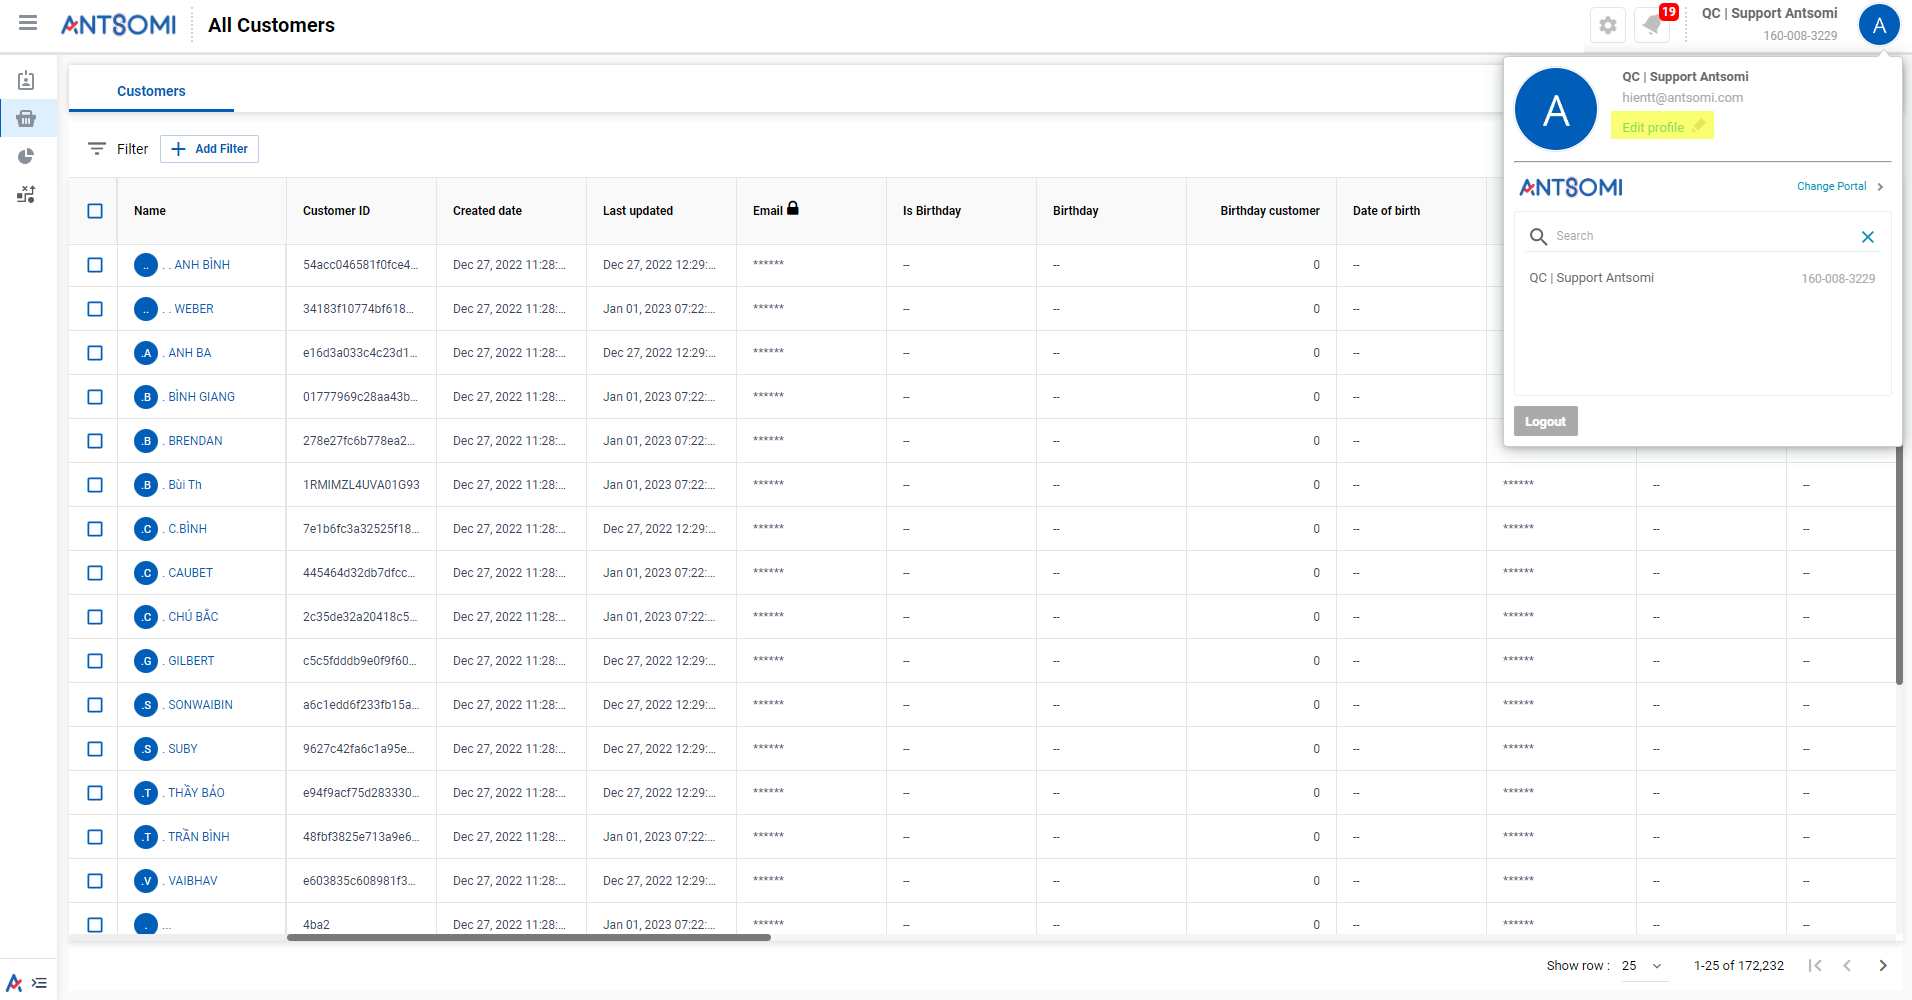 ANTSOMI
All Customers
19
QC | Support Antsomi
160-008-3229
A
Customers
Filter
Add Filter
A
QC | Support Antsomi
hientt@antsomi.com
Edit profile
ANTSOMI
Change Portal
Search
QC | Support Antsomi 160-008-3229
Logout
Name Customer ID Created date Last updated Email Is Birthday Birthday Birthday customer Date of birth
.. . . ANH BÌNH 54acc046581f0fce4... Dec 27, 2022 11:28:... Dec 27, 2022 12:29:... ****** -- -- 0 --
.. . . WEBER 34183f10774bf618... Dec 27, 2022 11:28:... Jan 01, 2023 07:22:... ****** -- -- 0 --
.A . ANH BA e16d3a033c4c23d1... Dec 27, 2022 11:28:... Dec 27, 2022 12:29:... ****** -- -- 0 --
.B . BÌNH GIANG 01777969c28aa43b... Dec 27, 2022 11:28:... Jan 01, 2023 07:22:... ****** -- -- 0 --
.B . BRENDAN 278e27fc6b778ea2... Dec 27, 2022 11:28:... Jan 01, 2023 07:22:... ****** -- -- 0 --
.B . Bùi Th 1RMIMZL4UVA01G93 Dec 27, 2022 11:28:... Jan 01, 2023 07:22:... ****** -- -- 0 -- ****** -- --
.C . C.BÌNH 7e1b6fc3a32525f18... Dec 27, 2022 11:28:... Dec 27, 2022 12:29:... ****** -- -- 0 -- ****** -- --
.C . CAUBET 445464d32db7dfcc... Dec 27, 2022 11:28:... Jan 01, 2023 07:22:... ****** -- -- 0 -- ****** -- --
.C . CHÚ BẮC 2c35de32a20418c5... Dec 27, 2022 11:28:... Jan 01, 2023 07:22:... ****** -- -- 0 -- ****** -- --
.G . GILBERT c5c5fdddb9e0f9f60... Dec 27, 2022 11:28:... Dec 27, 2022 12:29:... ****** -- -- 0 -- ****** -- --
.S . SONWAIBIN a6c1edd6f233fb15a... Dec 27, 2022 11:28:... Dec 27, 2022 12:29:... ****** -- -- 0 -- ****** -- --
.S . SUBY 9627c42fa6c1a95e... Dec 27, 2022 11:28:... Dec 27, 2022 12:29:... ****** -- -- 0 -- ****** -- --
.T . THẦY BẢO e94f9acf75d283330... Dec 27, 2022 11:28:... Dec 27, 2022 12:29:... ****** -- -- 0 -- ****** -- --
.T . TRẦN BÌNH 48fbf3825e713a9e6... Dec 27, 2022 11:28:... Jan 01, 2023 07:22:... ****** -- -- 0 -- ****** -- --
.V . VAIBHAV e603835c608981f3... Dec 27, 2022 11:28:... Dec 27, 2022 12:29:... ****** -- -- 0 -- ****** -- --
. ... 4ba2 Dec 27, 2022 11:28:... Jan 01, 2023 07:22:... ****** -- -- 0 -- ****** -- --
Show row : 25 1-25 of 172,232